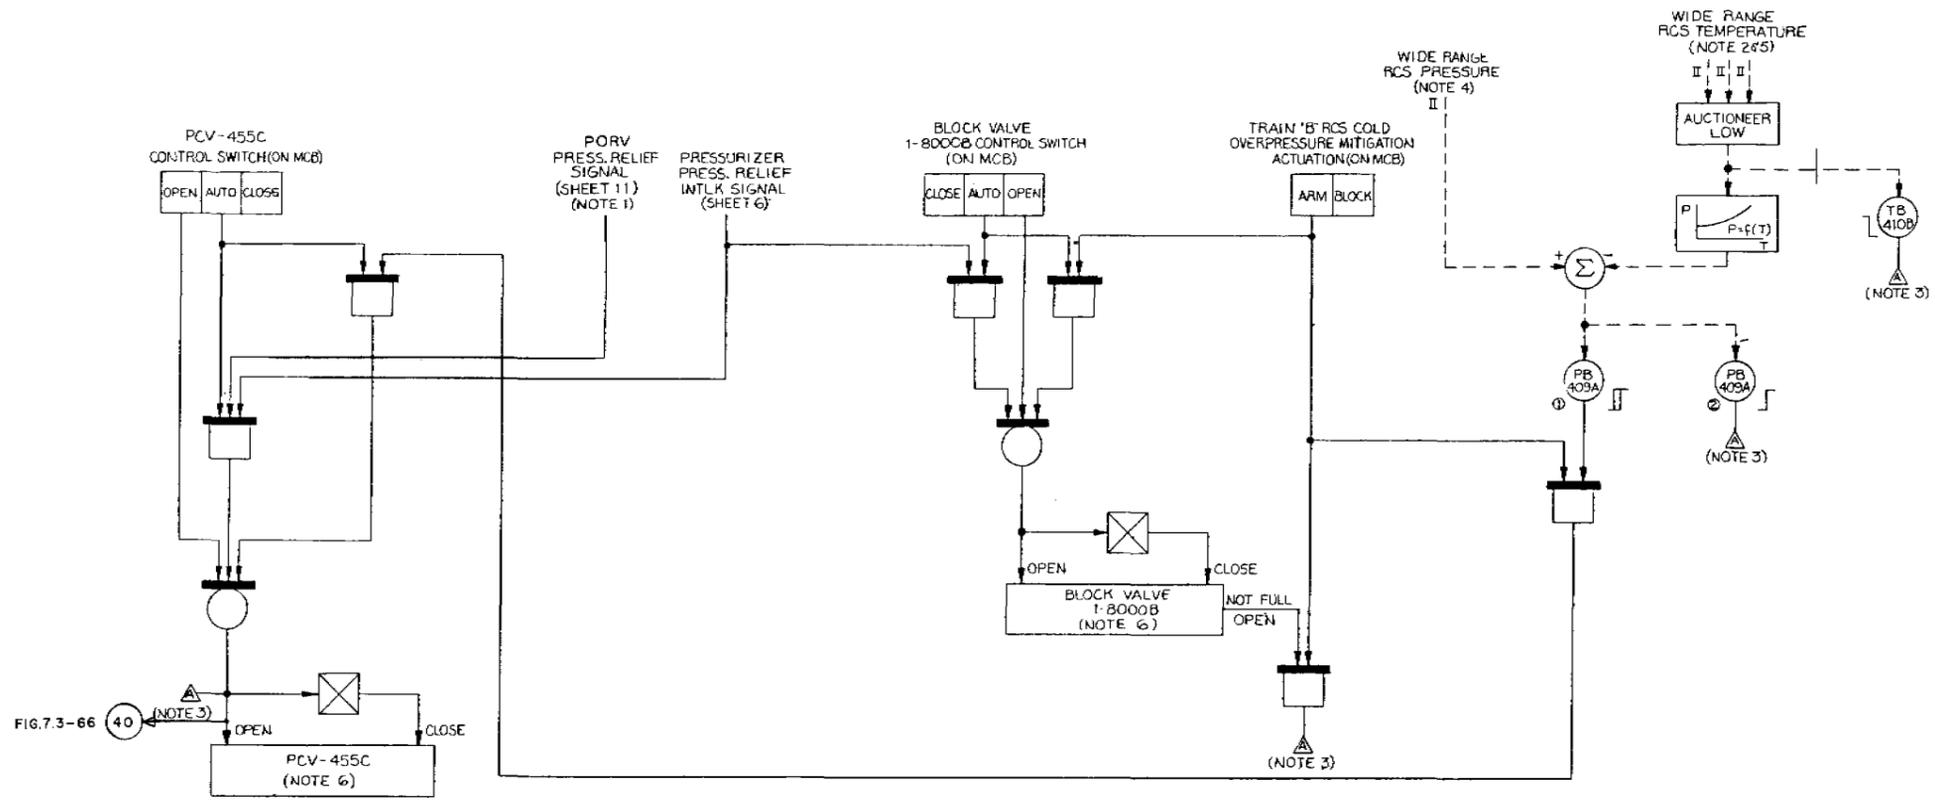 WIDE RANGE
RCS TEMPERATURE
(NOTE 2&5)
II II II
WIDE RANGE
RCS PRESSURE
(NOTE 4)
II
AUCTIONEER
LOW
PCV-455C
CONTROL SWITCH(ON MCB)
OPEN AUTO CLOSE
PORV
PRESS. RELIEF
SIGNAL
(SHEET 11)
(NOTE 1)
PRESSURIZER
PRESS. RELIEF
INTLK SIGNAL
(SHEET 6)
BLOCK VALVE
1-8000B CONTROL SWITCH
(ON MCB)
CLOSE AUTO OPEN
TRAIN "B" RCS COLD
OVERPRESSURE MITIGATION
ACTUATION(ON MCB)
ARM BLOCK
P
P=f(T)
T
TB
410B
A
(NOTE 3)
+ Σ −
PB
409A
①
PB
409A
②
A
(NOTE 3)
OPEN
CLOSE
BLOCK VALVE
1-8000B
(NOTE 6)
NOT FULL
OPEN
A
(NOTE 3)
A
(NOTE 3)
FIG.7.3-66 40
OPEN
CLOSE
PCV-455C
(NOTE 6)